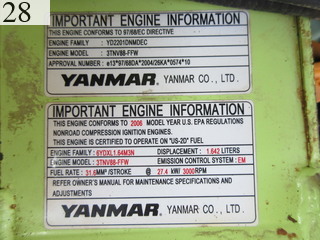 28
IMPORTANT ENGINE INFORMATION
THIS ENGINE CONFORMS TO 97/68/EC DIRECTIVE
ENGINE FAMILY : YD2201DNMDEC
ENGINE MODEL : 3TNV88-FFW
APPROVAL NUMBER : e13*97/68DA*2004/26KA*0574*10
YANMAR YANMAR CO., LTD.
IMPORTANT ENGINE INFORMATION
THIS ENGINE CONFORMS TO 2006 MODEL YEAR U.S. EPA REGULATIONS
NONROAD COMPRESSION IGNITION ENGINES.
THIS ENGINE IS CERTIFIED TO OPERATE ON "US-2D" FUEL
ENGINE FAMILY : 6YDXL1.64M3N DISPLACEMENT : 1.642 LITERS
ENGINE MODEL : 3TNV88-FFW EMISSION CONTROL SYSTEM : EM
FUEL RATE : 31.6 MM³/STROKE @ 27.4 kW/ 3000RPM
REFER OWNER'S MANUAL FOR MAINTENANCE SPECIFICATIONS
AND ADJUSTMENTS
YANMAR YANMAR CO., LTD.